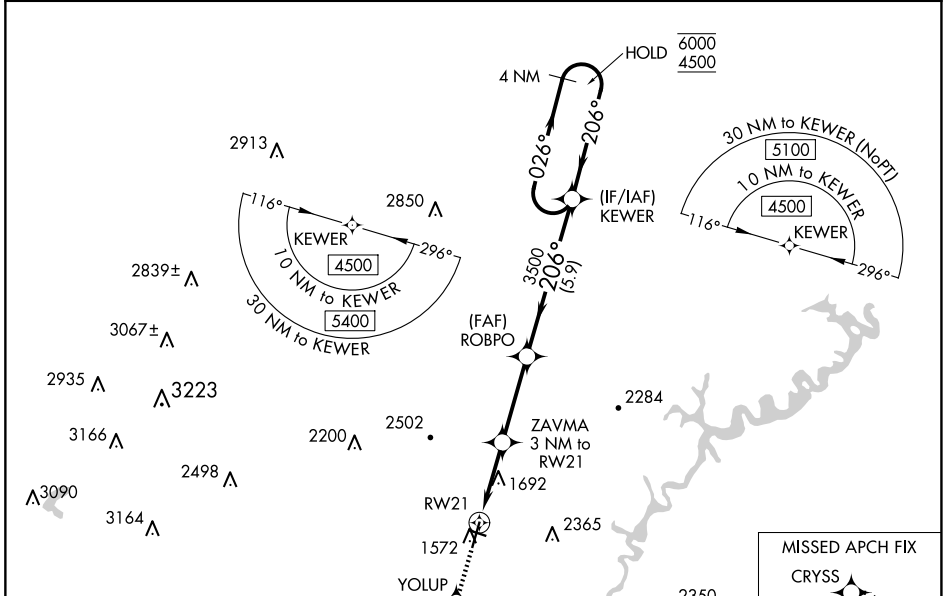 HOLD 6000
4500
4 NM
026°
206°
(IF/IAF)
KEWER
2913
2850
116°
KEWER
296°
4500
10 NM to KEWER
5400
30 NM to KEWER
30 NM to KEWER (NoPT)
5100
10 NM to KEWER
4500
116°
KEWER
296°
3500
206°
(5.9)
2839±
3067±
2935
3223
3166
2498
3090
3164
2200
2502
(FAF)
ROBPO
2284
ZAVMA
3 NM to
RW21
1692
RW21
1572
2365
YOLUP
2350
MISSED APCH FIX
CRYSS